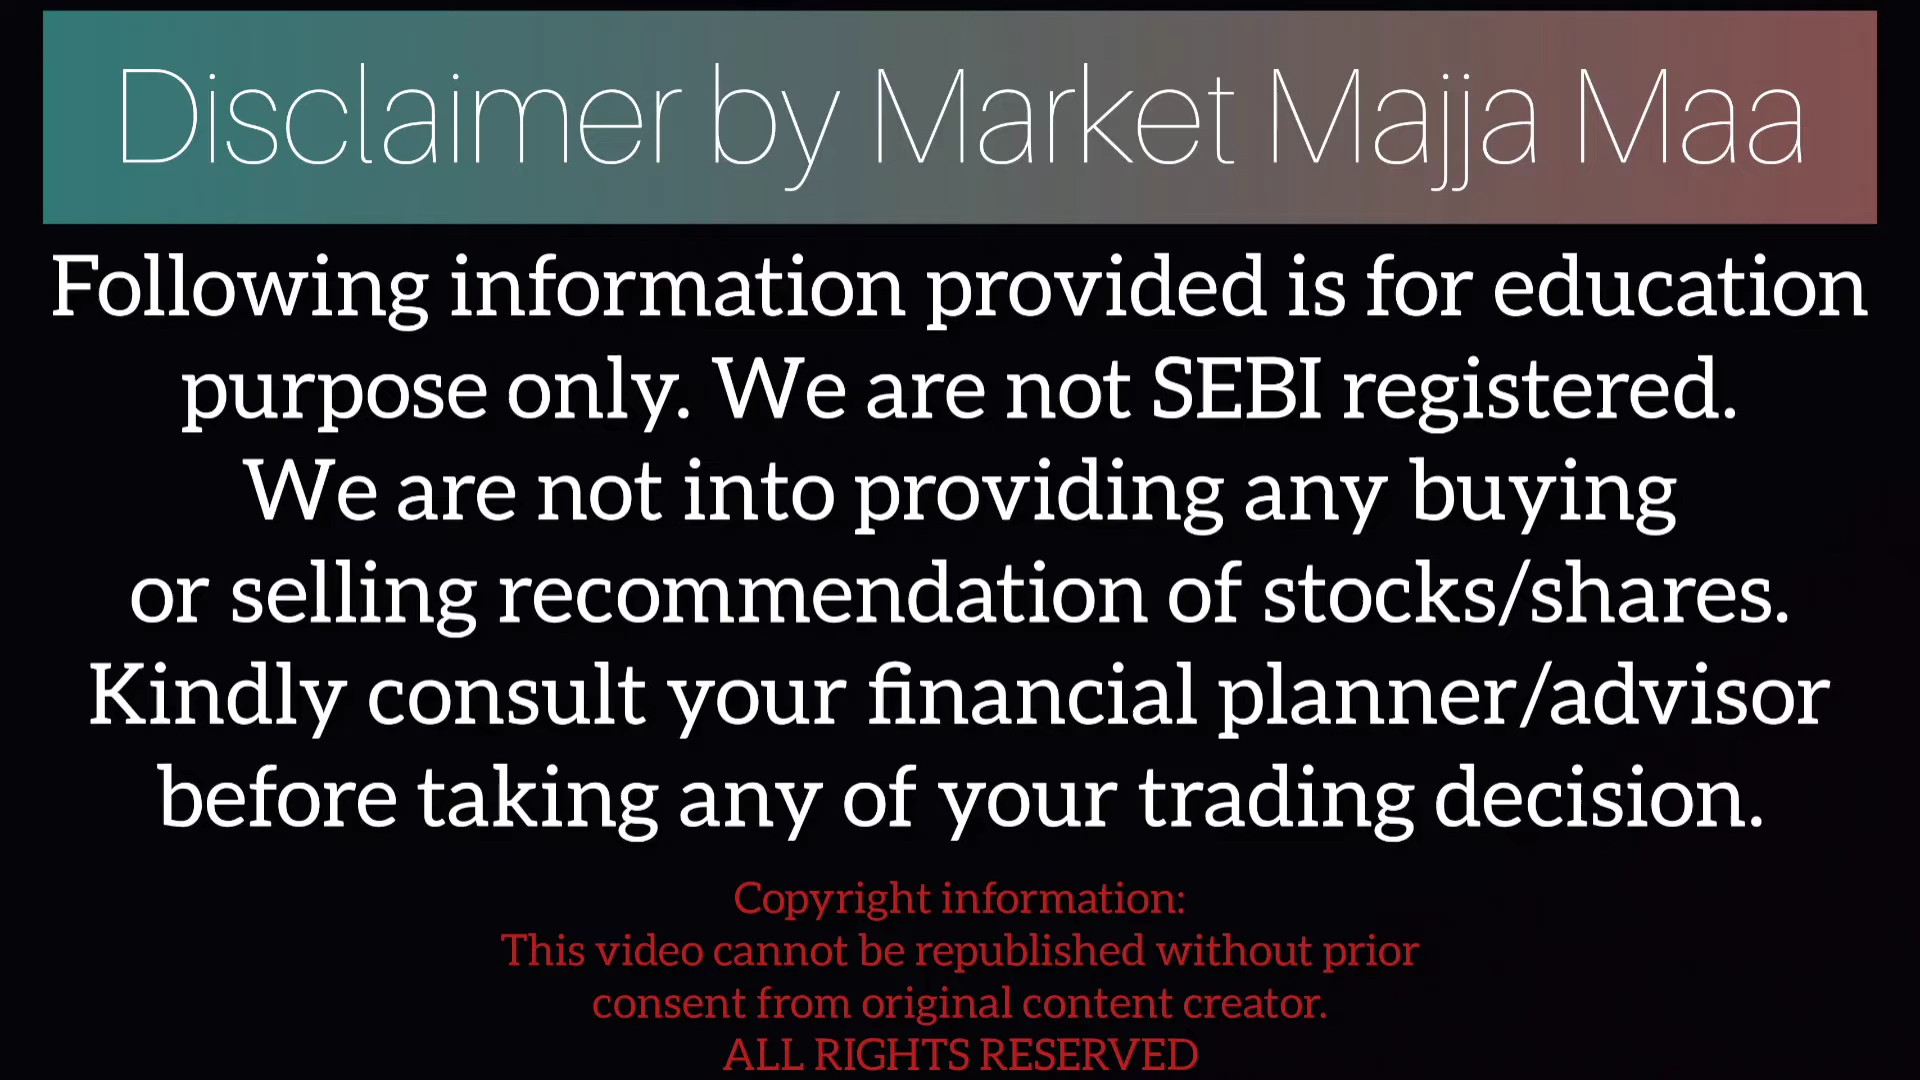 Disclaimer by Market Majja Maa
Following information provided is for education
purpose only. We are not SEBI registered.
We are not into providing any buying
or selling recommendation of stocks/shares.
Kindly consult your financial planner/advisor
before taking any of your trading decision.
Copyright information:
This video cannot be republished without prior
consent from original content creator.
ALL RIGHTS RESERVED